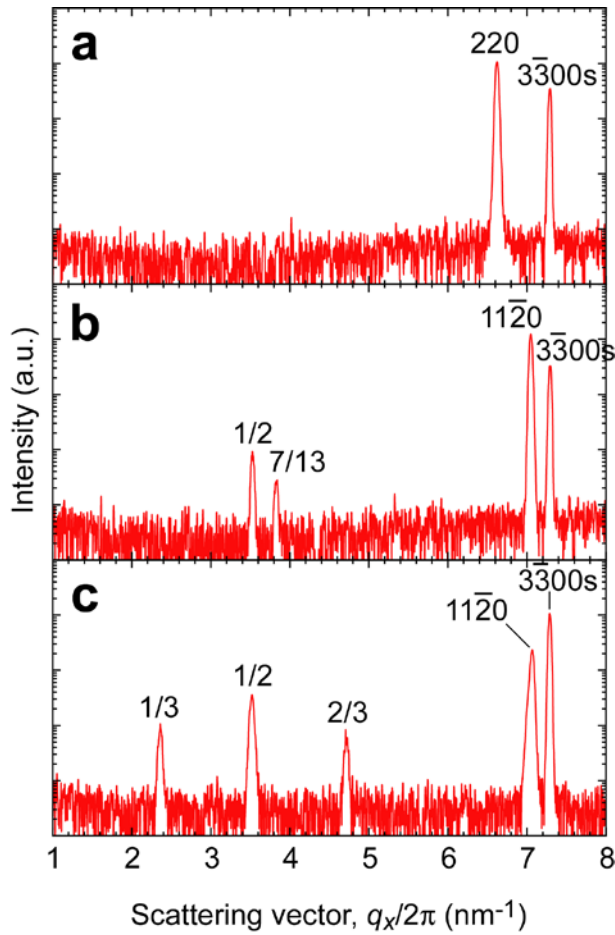 a
220
3̅300s
b
112̅0
3̅300s
1/2
7/13
c
3̅300s
112̅0
1/2
1/3
2/3
Intensity (a.u.)
1 2 3 4 5 6 7 8
Scattering vector, qₓ/2π (nm⁻¹)